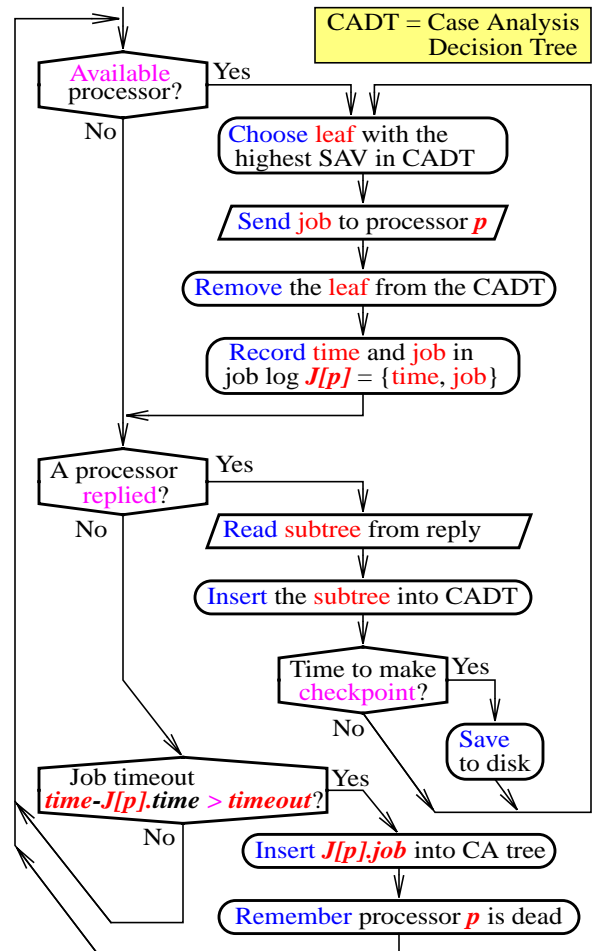 CADT = Case Analysis
Decision Tree
Available
processor?
Yes
No
Choose leaf with the
highest SAV in CADT
Send job to processor p
Remove the leaf from the CADT
Record time and job in
job log J[p] = {time, job}
A processor
replied?
Yes
No
Read subtree from reply
Insert the subtree into CADT
Time to make
checkpoint?
Yes
No
Save
to disk
Job timeout
time-J[p].time > timeout?
Yes
No
Insert J[p].job into CA tree
Remember processor p is dead